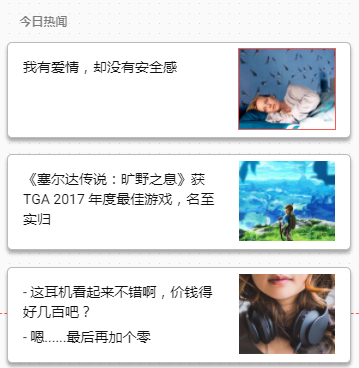 今日热闻
我有爱情，却没有安全感
《塞尔达传说：旷野之息》获
TGA 2017 年度最佳游戏，名至
实归
- 这耳机看起来不错啊，价钱得
好几百吧？
- 嗯……最后再加个零